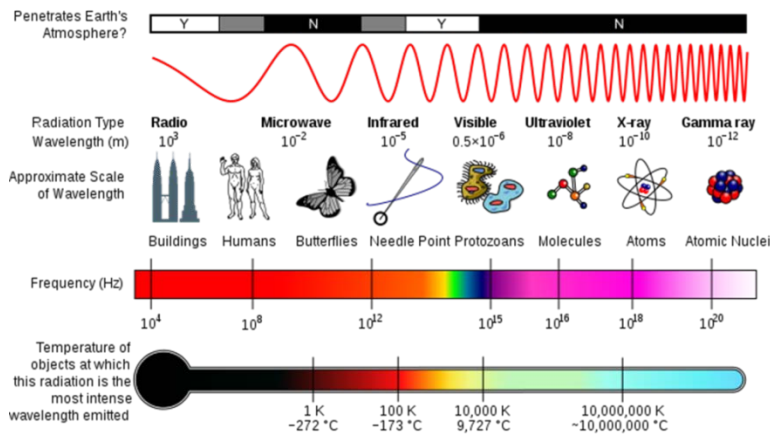 Penetrates Earth's
Atmosphere?
Y N Y N
Radiation Type
Radio Microwave Infrared Visible Ultraviolet X-ray Gamma ray
Wavelength (m)
10³ 10⁻² 10⁻⁵ 0.5×10⁻⁶ 10⁻⁸ 10⁻¹⁰ 10⁻¹²
Approximate Scale
of Wavelength
Buildings Humans Butterflies Needle Point Protozoans Molecules Atoms Atomic Nuclei
Frequency (Hz)
10⁴ 10⁸ 10¹² 10¹⁵ 10¹⁶ 10¹⁸ 10²⁰
Temperature of
objects at which
this radiation is the
most intense
wavelength emitted
1 K 100 K 10,000 K 10,000,000 K
−272 °C −173 °C 9,727 °C ~10,000,000 °C